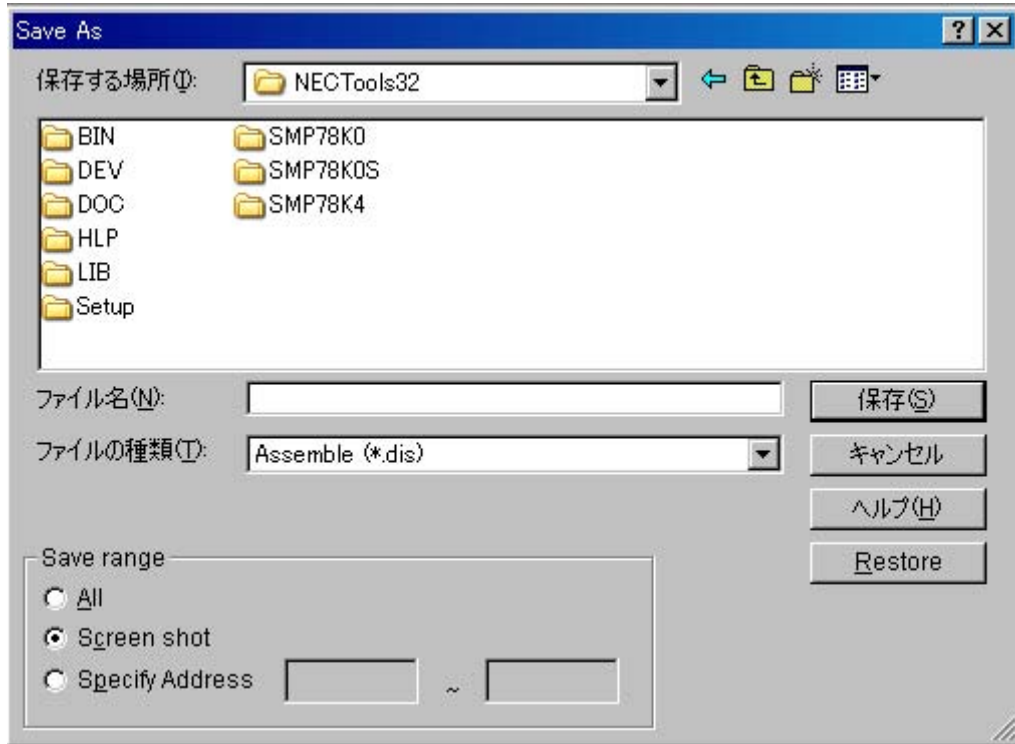 Save As
保存する場所(I):
NECTools32
BIN
DEV
DOC
HLP
LIB
Setup
SMP78K0
SMP78K0S
SMP78K4
ファイル名(N):
保存(S)
ファイルの種類(T):
Assemble (*.dis)
キャンセル
ヘルプ(H)
Restore
Save range
All
Screen shot
Specify Address
~